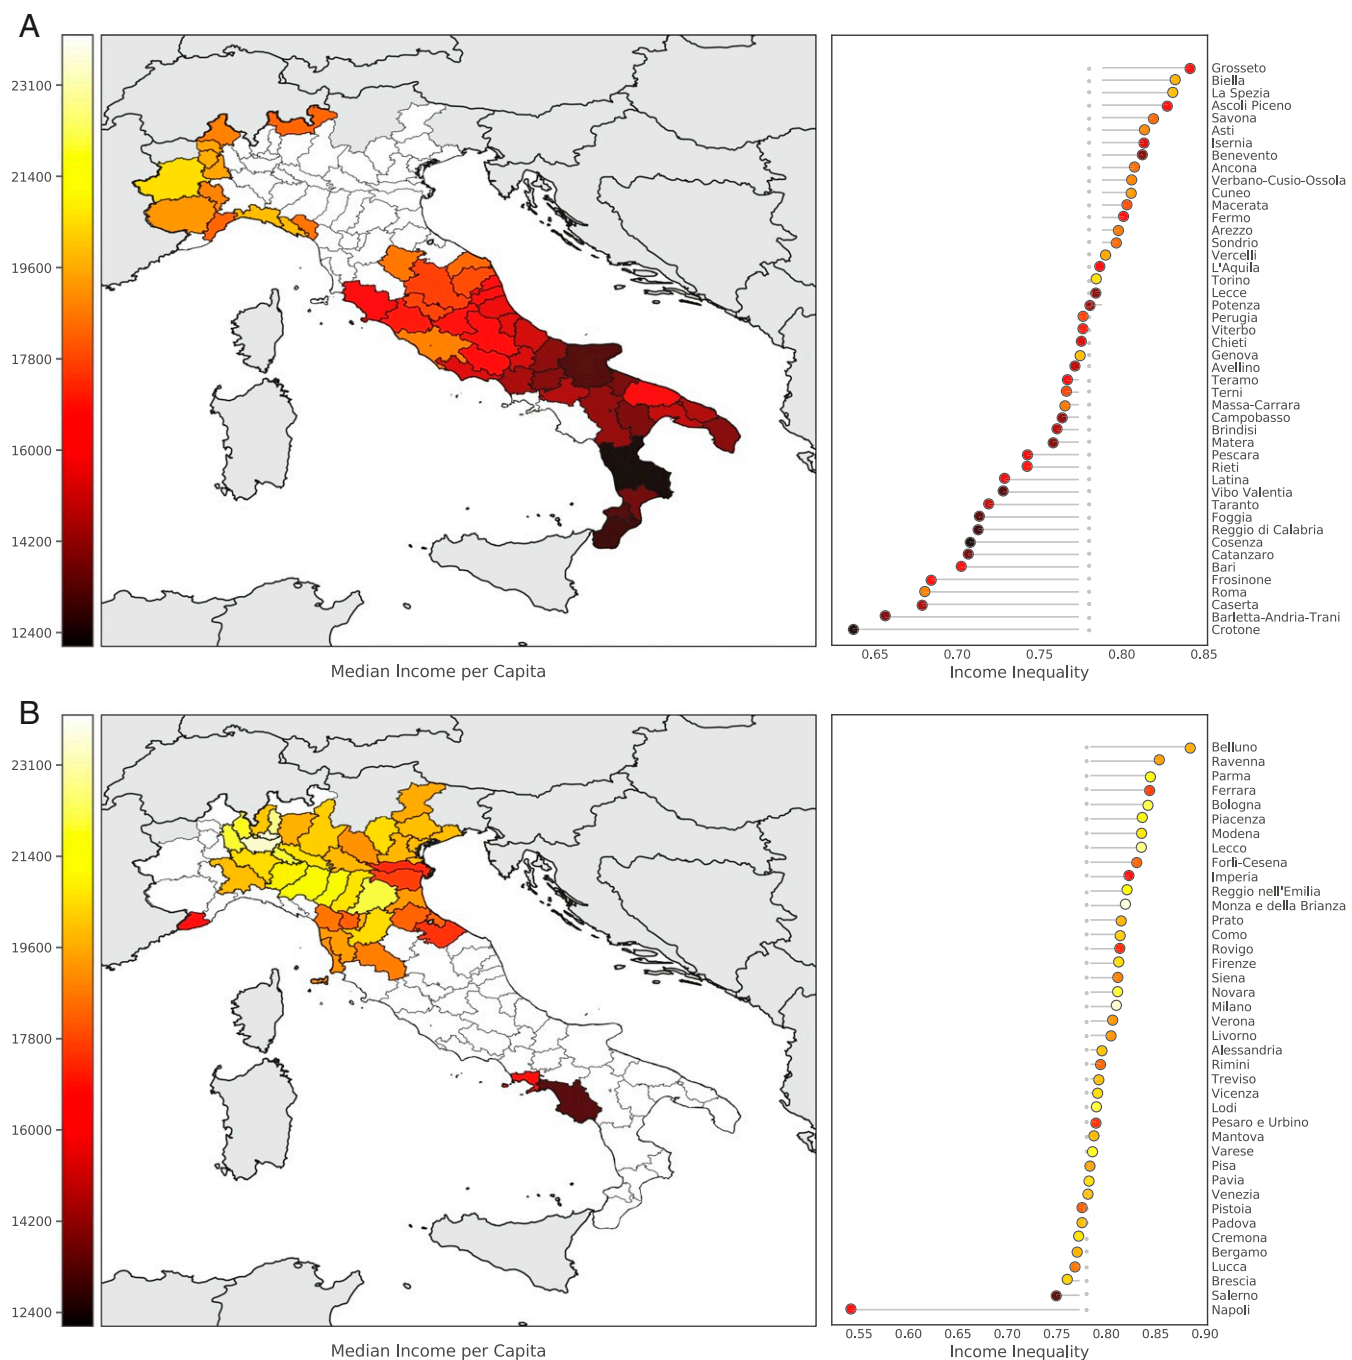 A
23100
21400
19600
17800
16000
14200
12400
Median Income per Capita
Grosseto
Biella
La Spezia
Ascoli Piceno
Savona
Asti
Isernia
Benevento
Ancona
Verbano-Cusio-Ossola
Cuneo
Macerata
Fermo
Arezzo
Sondrio
Vercelli
L'Aquila
Torino
Lecce
Potenza
Perugia
Viterbo
Chieti
Genova
Avellino
Teramo
Terni
Massa-Carrara
Campobasso
Brindisi
Matera
Pescara
Rieti
Latina
Vibo Valentia
Taranto
Foggia
Reggio di Calabria
Cosenza
Catanzaro
Bari
Frosinone
Roma
Caserta
Barletta-Andria-Trani
Crotone
0.65 0.70 0.75 0.80 0.85
Income Inequality
B
23100
21400
19600
17800
16000
14200
12400
Median Income per Capita
Belluno
Ravenna
Parma
Ferrara
Bologna
Piacenza
Modena
Lecco
Forli-Cesena
Imperia
Reggio nell'Emilia
Monza e della Brianza
Prato
Como
Rovigo
Firenze
Siena
Novara
Milano
Verona
Livorno
Alessandria
Rimini
Treviso
Vicenza
Lodi
Pesaro e Urbino
Mantova
Varese
Pisa
Pavia
Venezia
Pistoia
Padova
Cremona
Bergamo
Lucca
Brescia
Salerno
Napoli
0.55 0.60 0.65 0.70 0.75 0.80 0.85 0.90
Income Inequality